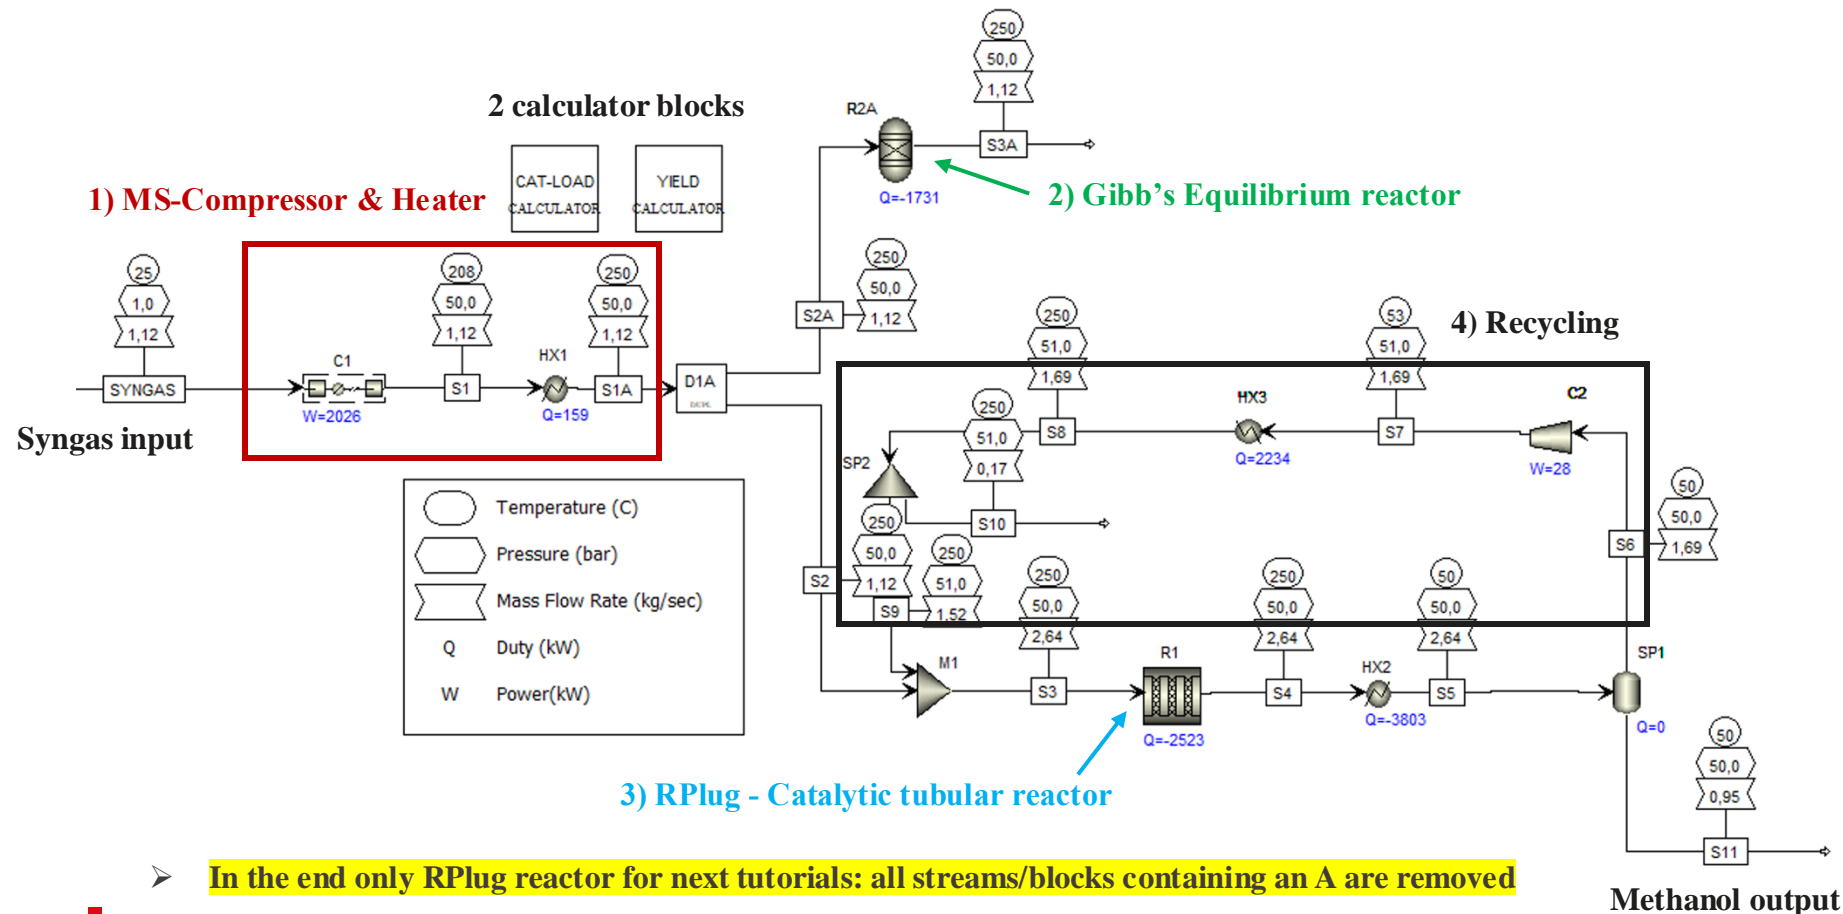 250
50,0
1,12
2 calculator blocks
R2A
S3A
CAT-LOAD
CALCULATOR
YIELD
CALCULATOR
Q=-1731
1) MS-Compressor & Heater
2) Gibb's Equilibrium reactor
25
1,0
1,12
208
50,0
1,12
250
50,0
1,12
250
50,0
1,12
S2A
250
51,0
1,69
53
51,0
1,69
4) Recycling
C1
HX1
SYNGAS
S1
S1A
D1A
W=2026
Q=159
Syngas input
HX3
C2
250
51,0
0,17
S8
S7
Q=2234
W=28
SP2
S10
50
50,0
1,69
S6
Temperature (C)
Pressure (bar)
Mass Flow Rate (kg/sec)
Q Duty (kW)
W Power(kW)
250
50,0
1,12
S2
250
51,0
1,52
S9
250
50,0
2,64
250
50,0
2,64
50
50,0
2,64
M1
S3
R1
S4
HX2
S5
SP1
Q=-2523
Q=-3803
Q=0
3) RPlug - Catalytic tubular reactor
50
50,0
0,95
S11
➢ In the end only RPlug reactor for next tutorials: all streams/blocks containing an A are removed
Methanol output